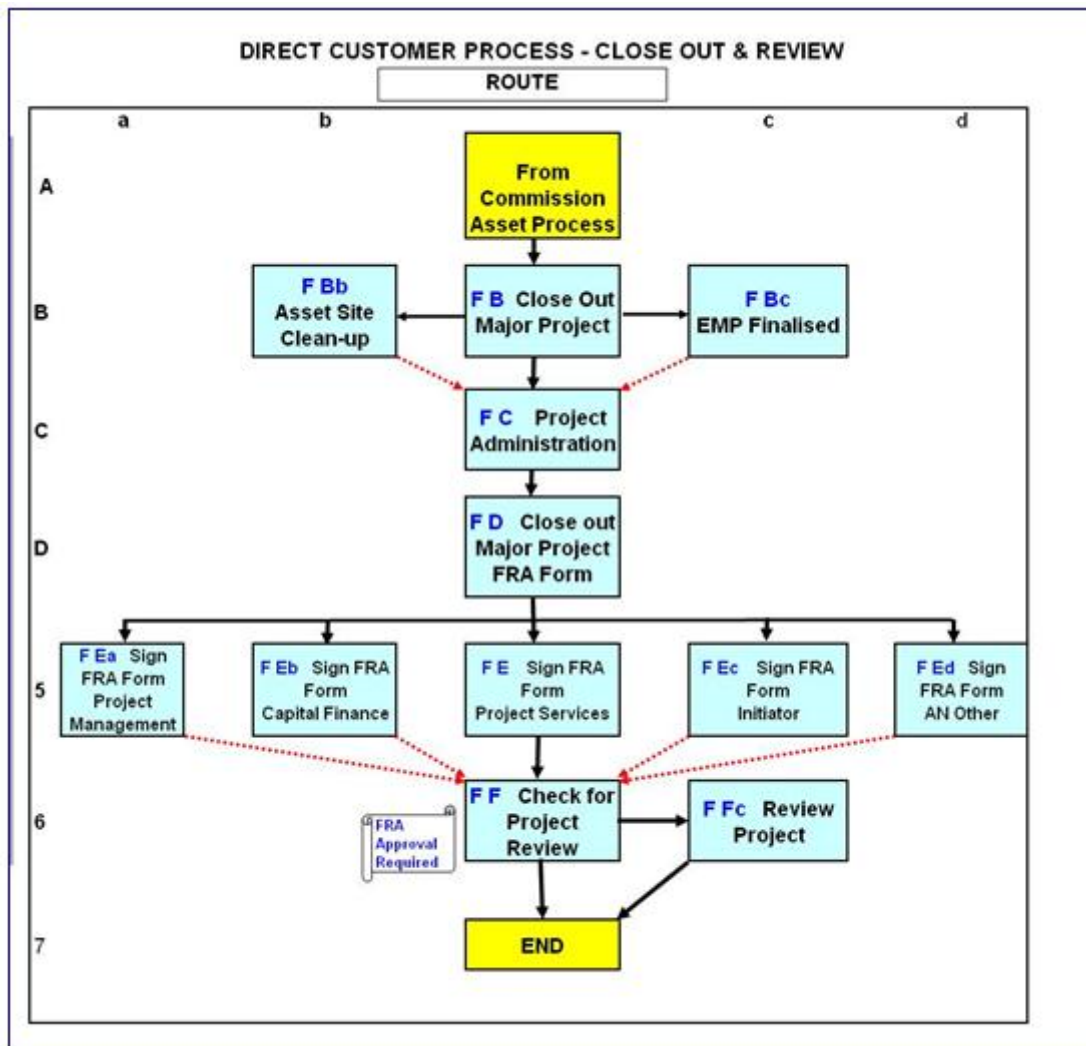 DIRECT CUSTOMER PROCESS - CLOSE OUT & REVIEW
ROUTE
a b c d
A
From
Commission
Asset Process
B
F Bb
Asset Site
Clean-up
F B Close Out
Major Project
F Bc
EMP Finalised
C
F C Project
Administration
D
F D Close out
Major Project
FRA Form
5
F Ea Sign
FRA Form
Project
Management
F Eb Sign FRA
Form
Capital Finance
F E Sign FRA
Form
Project Services
F Ec Sign FRA
Form
Initiator
F Ed Sign
FRA Form
AN Other
6
FRA
Approval
Required
F F Check for
Project
Review
F Fc Review
Project
7
END